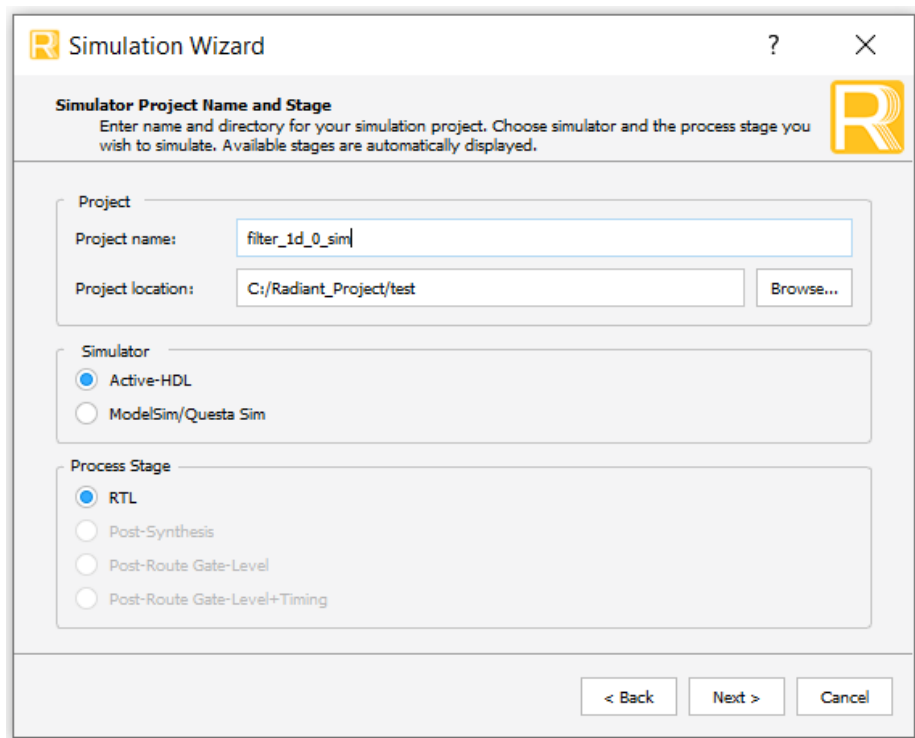 Simulation Wizard ? X
Simulator Project Name and Stage
Enter name and directory for your simulation project. Choose simulator and the process stage you
wish to simulate. Available stages are automatically displayed.
Project
Project name: filter_1d_0_sim
Project location: C:/Radiant_Project/test Browse...
Simulator
Active-HDL
ModelSim/Questa Sim
Process Stage
RTL
Post-Synthesis
Post-Route Gate-Level
Post-Route Gate-Level+Timing
< Back Next > Cancel